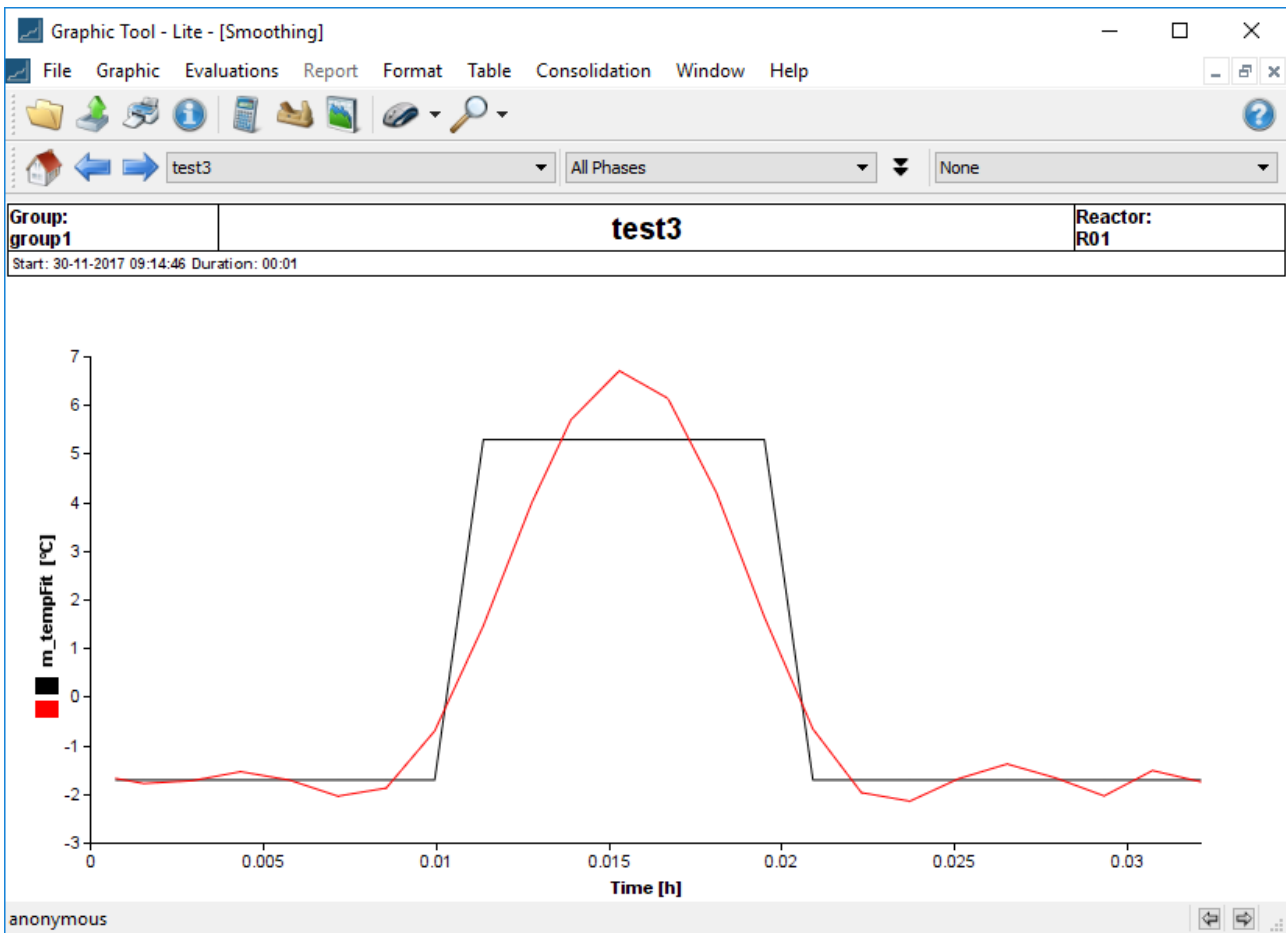 Graphic Tool - Lite - [Smoothing]
File Graphic Evaluations Report Format Table Consolidation Window Help
test3 All Phases None
Group:
group1
test3
Reactor:
R01
Start: 30-11-2017 09:14:46 Duration: 00:01
7
6
5
4
3
2
1
0
-1
-2
-3
m_tempFit [°C]
0 0.005 0.01 0.015 0.02 0.025 0.03
Time [h]
anonymous